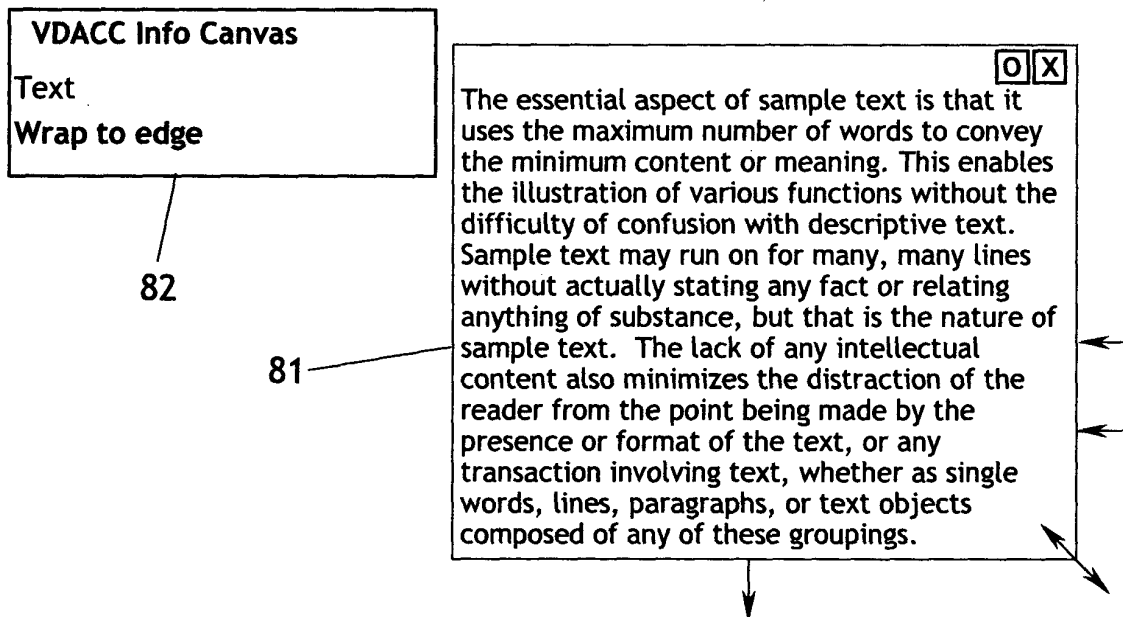 VDACC Info Canvas
Text
Wrap to edge
82
O X
The essential aspect of sample text is that it
uses the maximum number of words to convey
the minimum content or meaning. This enables
the illustration of various functions without the
difficulty of confusion with descriptive text.
Sample text may run on for many, many lines
without actually stating any fact or relating
anything of substance, but that is the nature of
sample text.  The lack of any intellectual
content also minimizes the distraction of the
reader from the point being made by the
presence or format of the text, or any
transaction involving text, whether as single
words, lines, paragraphs, or text objects
composed of any of these groupings.
81